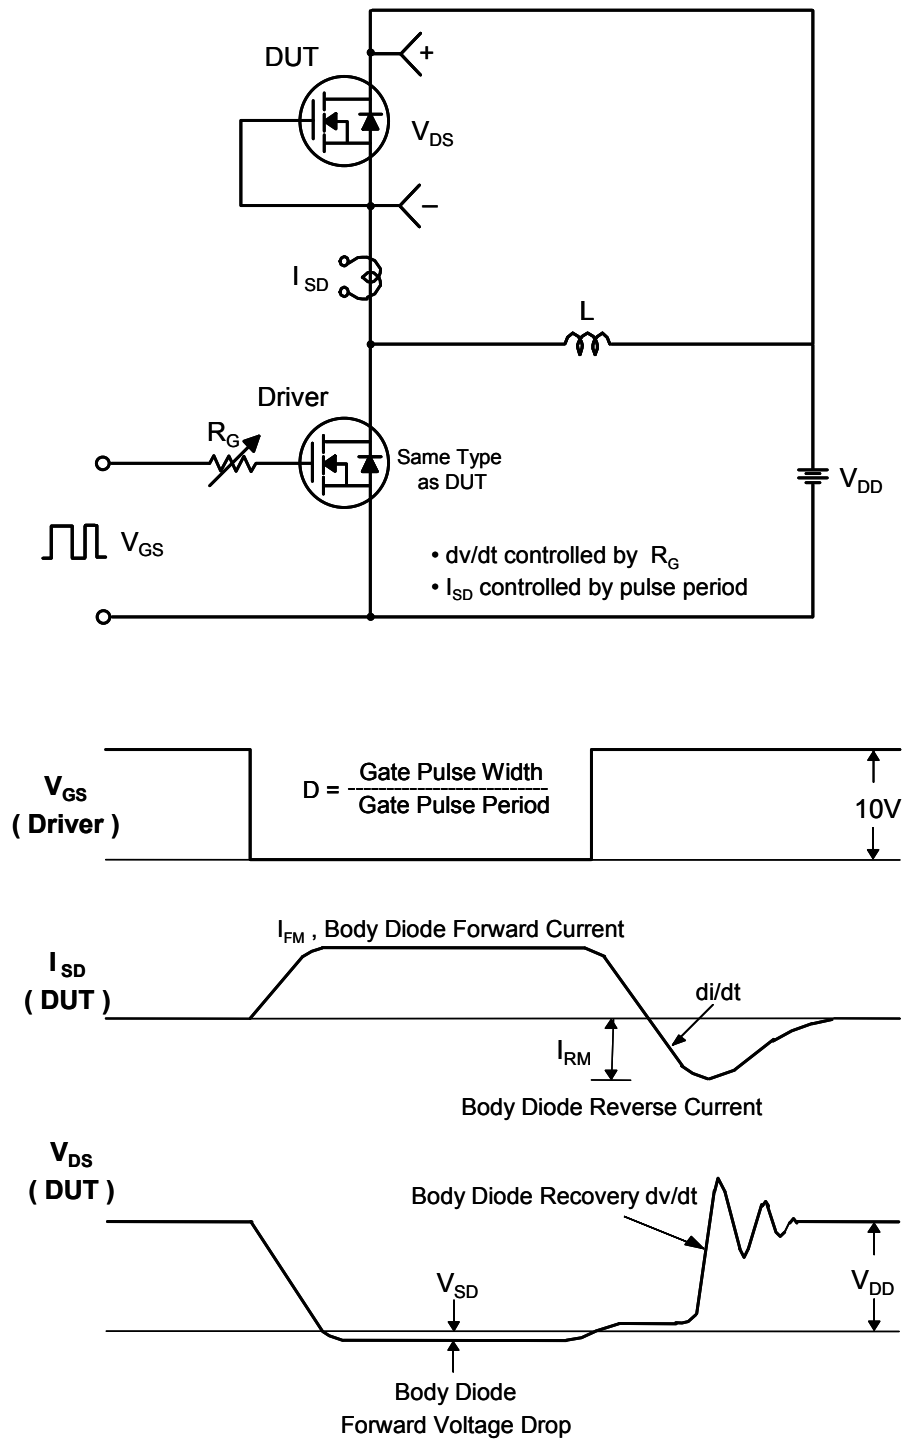 DUT
+
V_DS
–
I_SD
L
Driver
R_G
Same Type
as DUT
V_DD
V_GS
• dv/dt controlled by R_G
• I_SD controlled by pulse period
V_GS
( Driver )
D = Gate Pulse Width
Gate Pulse Period
10V
I_FM , Body Diode Forward Current
I_SD
( DUT )
di/dt
I_RM
Body Diode Reverse Current
V_DS
( DUT )
Body Diode Recovery dv/dt
V_SD
V_DD
Body Diode
Forward Voltage Drop